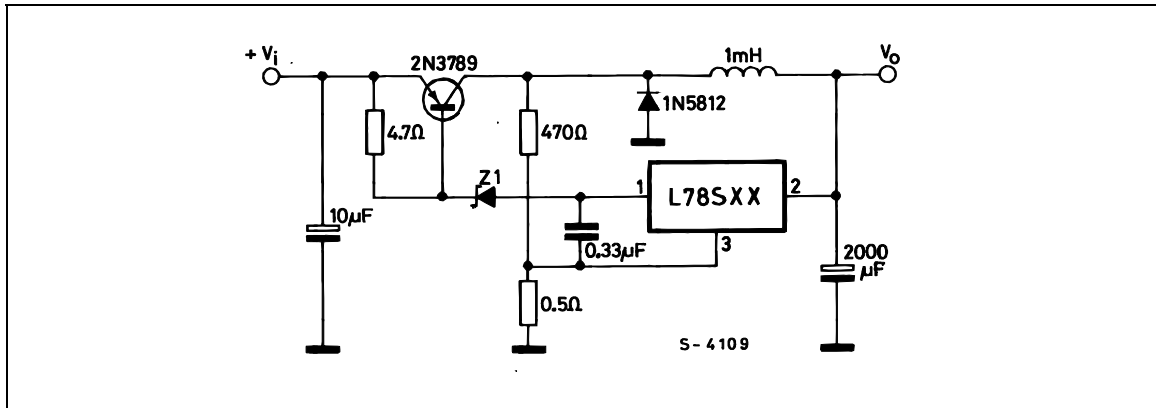 + Vi
2N3789
1mH
Vo
4.7Ω
470Ω
1N5812
Z1
1
L78SXX
2
10µF
0.33µF
3
2000
µF
0.5Ω
S-4109